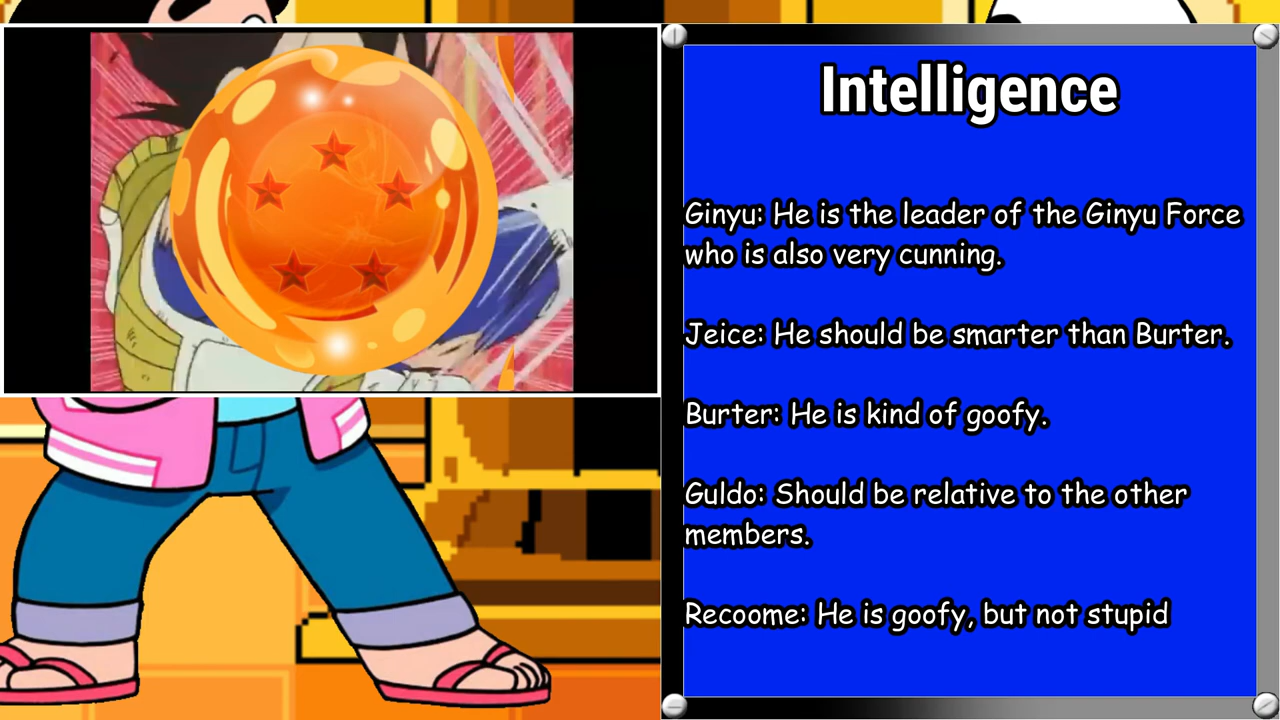 Intelligence
Ginyu: He is the leader of the Ginyu Force
who is also very cunning.
Jeice: He should be smarter than Burter.
Burter: He is kind of goofy.
Guldo: Should be relative to the other
members.
Recoome: He is goofy, but not stupid